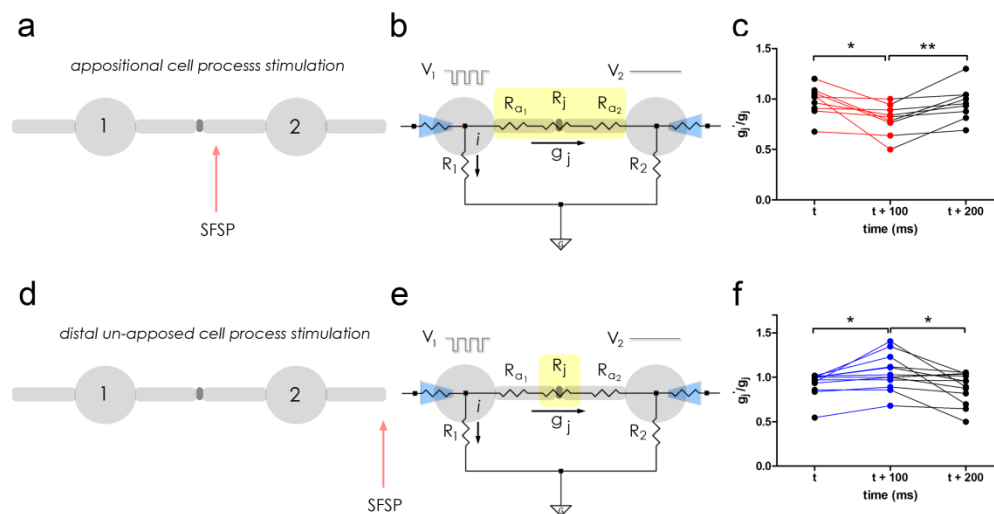 a
appositional cell processs stimulation
1
2
SFSP
b
V1
V2
Ra1
Rj
Ra2
R1
i
gj
R2
G
c
*
**
1.5
1.0
0.5
0.0
gj'/gj
t
t + 100
t + 200
time (ms)
d
distal un-apposed cell process stimulation
1
2
SFSP
e
V1
V2
Ra1
Rj
Ra2
R1
i
gj
R2
G
f
*
*
1.5
1.0
0.5
0.0
gj'/gj
t
t + 100
t + 200
time (ms)